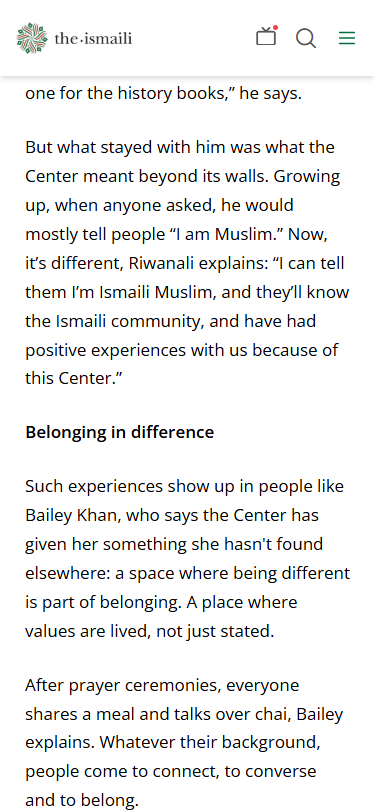 the·ismaili
one for the history books,” he says.
But what stayed with him was what the
Center meant beyond its walls. Growing
up, when anyone asked, he would
mostly tell people “I am Muslim.” Now,
it’s different, Riwanali explains: “I can tell
them I’m Ismaili Muslim, and they’ll know
the Ismaili community, and have had
positive experiences with us because of
this Center.”
Belonging in difference
Such experiences show up in people like
Bailey Khan, who says the Center has
given her something she hasn't found
elsewhere: a space where being different
is part of belonging. A place where
values are lived, not just stated.
After prayer ceremonies, everyone
shares a meal and talks over chai, Bailey
explains. Whatever their background,
people come to connect, to converse
and to belong.